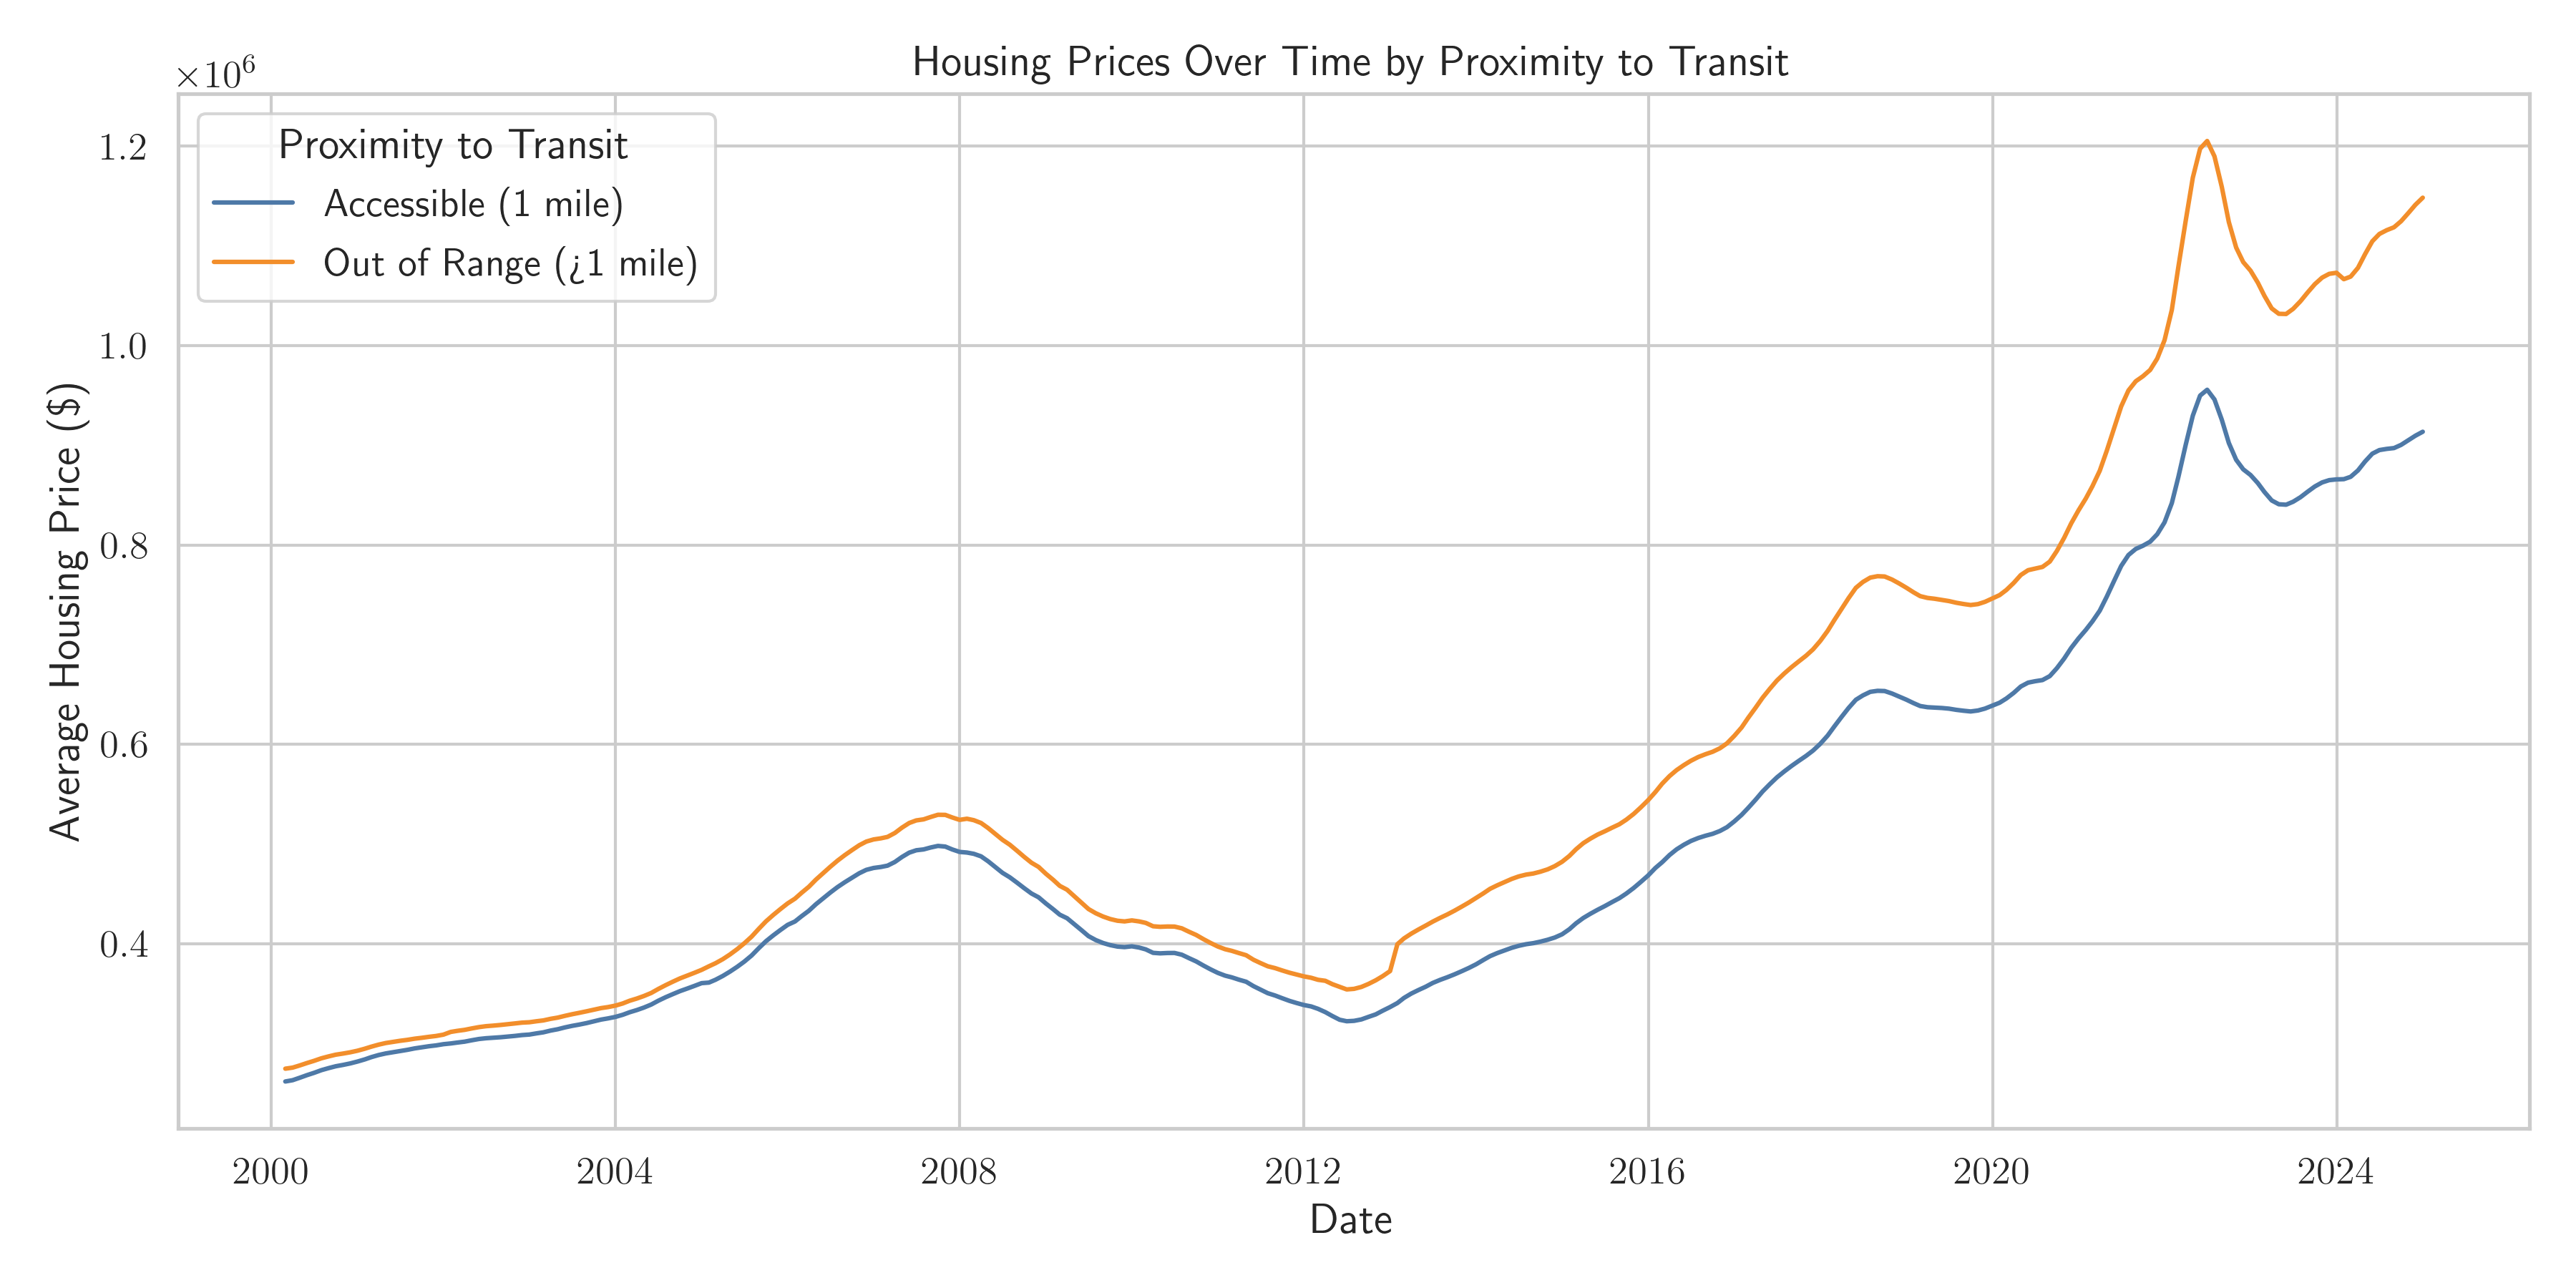 Housing Prices Over Time by Proximity to Transit
×10⁶
Proximity to Transit
Accessible (1 mile)
Out of Range (¿1 mile)
1.2
1.0
0.8
0.6
0.4
Average Housing Price ($)
2000 2004 2008 2012 2016 2020 2024
Date